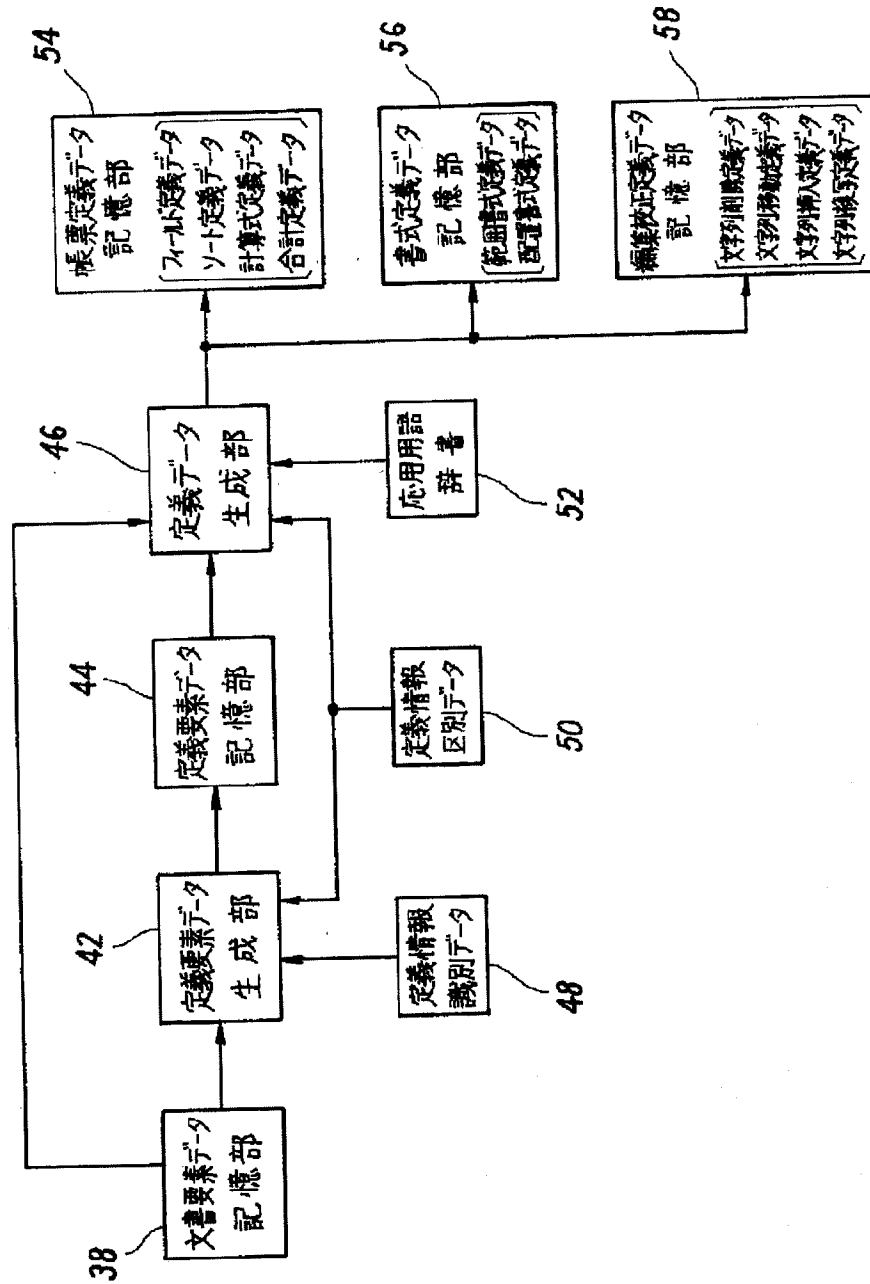 38
文書要素データ
記憶部
42
定義要素データ
生成部
48
定義情報
識別データ
44
定義要素データ
記憶部
50
定義情報
区別データ
46
定義データ
生成部
52
応用用語
辞書
54
帳票定義データ
記憶部
フィールド定義データ
ソート定義データ
計算式定義データ
合計定義データ
56
書式定義データ
記憶部
範囲書式定義データ
配置書式定義データ
58
編集校正定義データ
記憶部
文字列削除定義データ
文字列移動定義データ
文字列挿入定義データ
文字列複写定義データ